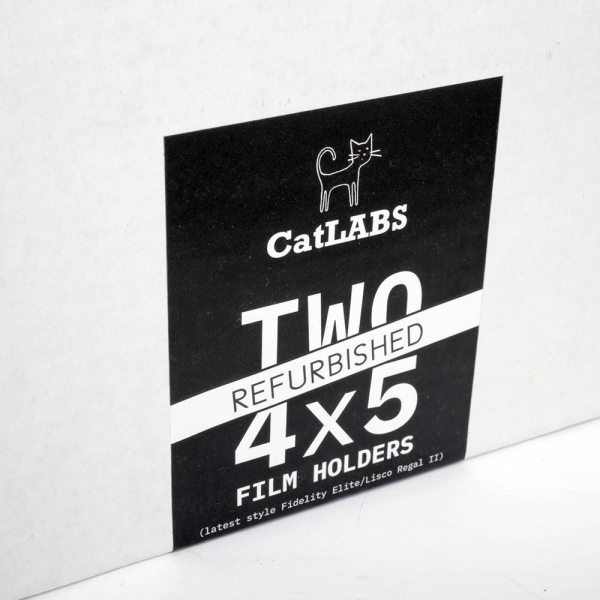 CatLABS
TWO
REFURBISHED
4x5
FILM HOLDERS
(latest style Fidelity Elite/Lisco Regal II)